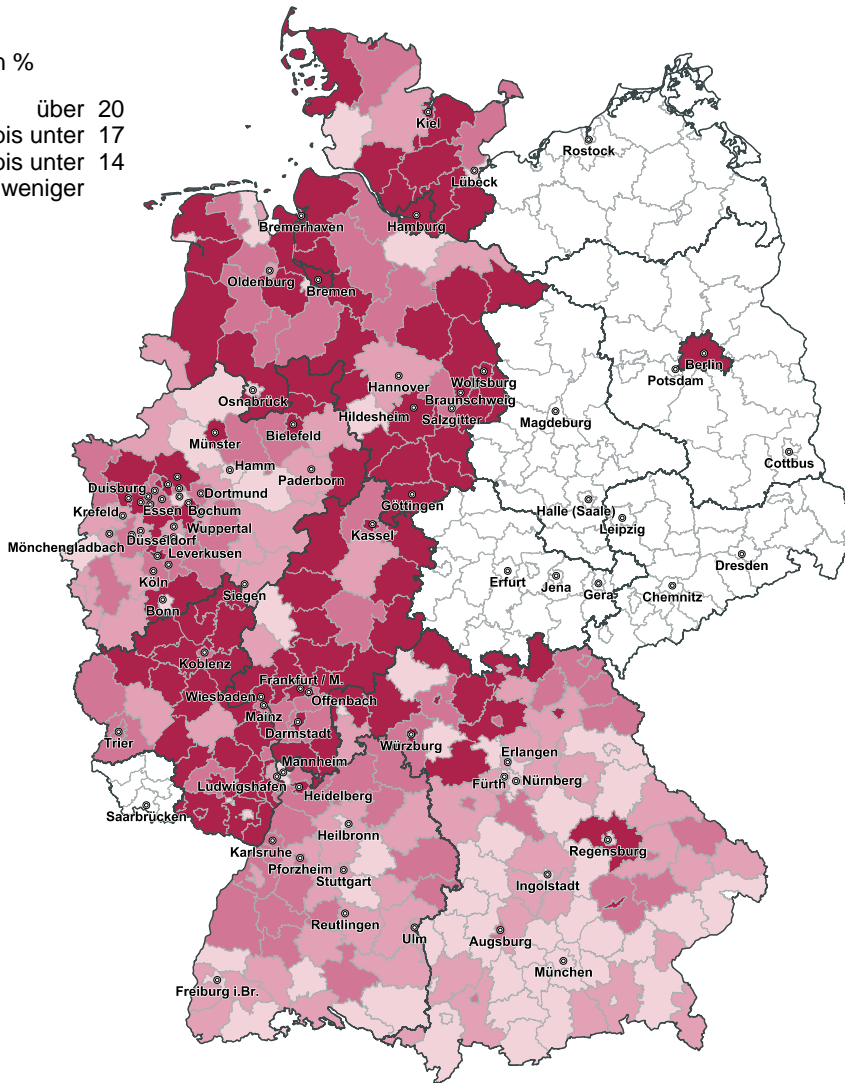 n %
über 20
bis unter 17
bis unter 14
weniger
Kiel
Rostock
Lübeck
Bremerhaven
Hamburg
Oldenburg
Bremen
Berlin
Potsdam
Hannover
Wolfsburg
Osnabrück
Braunschweig
Hildesheim
Salzgitter
Magdeburg
Münster
Bielefeld
Cottbus
Hamm
Paderborn
Duisburg
Dortmund
Göttingen
Halle (Saale)
Krefeld
Essen
Bochum
Leipzig
Wuppertal
Kassel
Mönchengladbach
Düsseldorf
Leverkusen
Dresden
Köln
Erfurt
Jena
Gera
Chemnitz
Siegen
Bonn
Koblenz
Frankfurt / M.
Wiesbaden
Offenbach
Mainz
Trier
Darmstadt
Würzburg
Erlangen
Mannheim
Ludwigshafen
Fürth
Nürnberg
Heidelberg
Saarbrücken
Heilbronn
Karlsruhe
Regensburg
Pforzheim
Stuttgart
Ingolstadt
Reutlingen
Ulm
Augsburg
München
Freiburg i.Br.